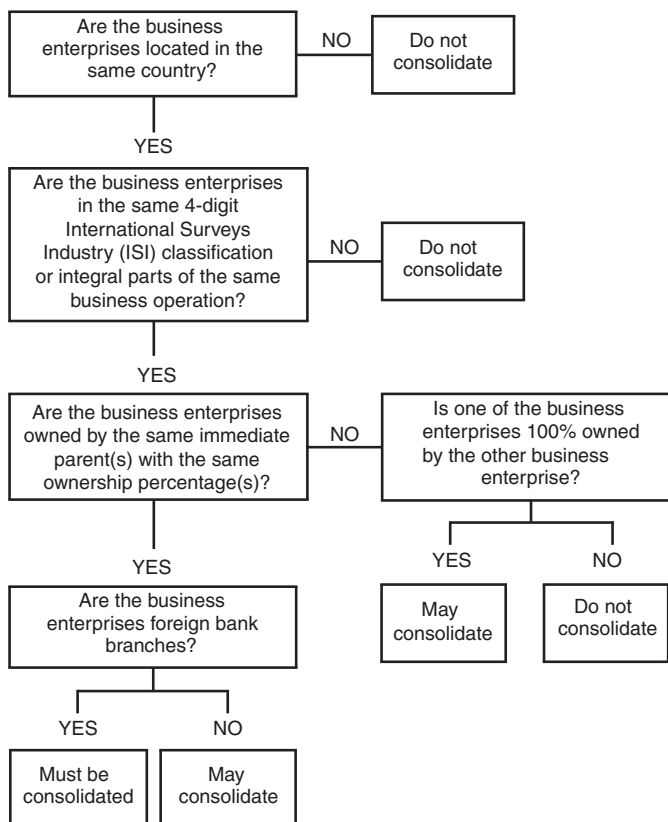 Are the business
enterprises located in the
same country?
NO
Do not
consolidate
YES
Are the business enterprises
in the same 4-digit
International Surveys
Industry (ISI) classification
or integral parts of the same
business operation?
NO
Do not
consolidate
YES
Are the business enterprises
owned by the same immediate
parent(s) with the same
ownership percentage(s)?
NO
Is one of the business
enterprises 100% owned
by the other business
enterprise?
YES
NO
May
consolidate
Do not
consolidate
YES
Are the business
enterprises foreign bank
branches?
YES
NO
Must be
consolidated
May
consolidate